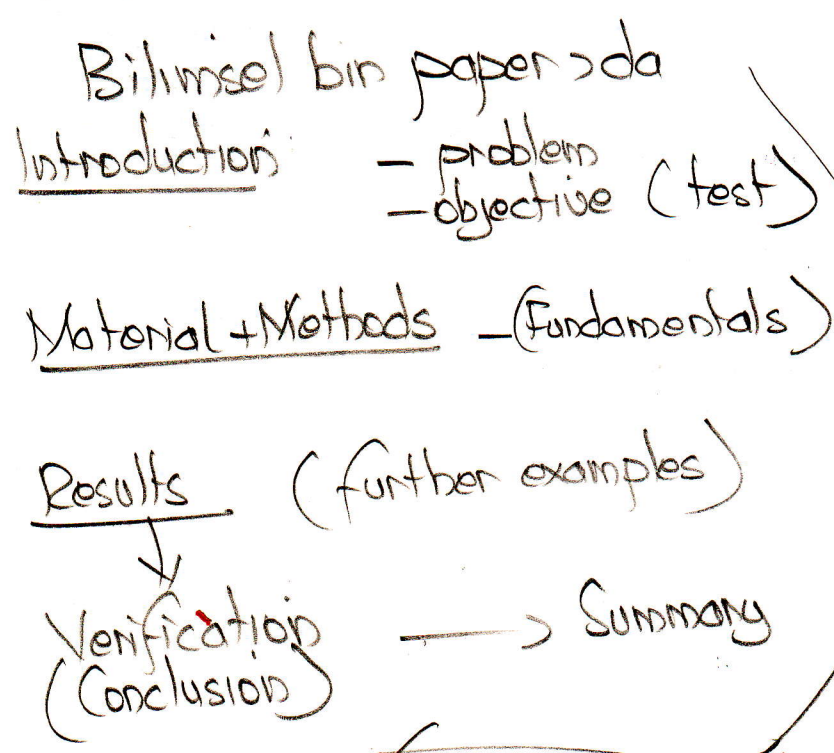 Bilimsel bir paper'da
Introduction - problem
- objective (test)
Material + Methods - (Fundamentals)
Results (further examples)
Verification → Summary
(Conclusion)